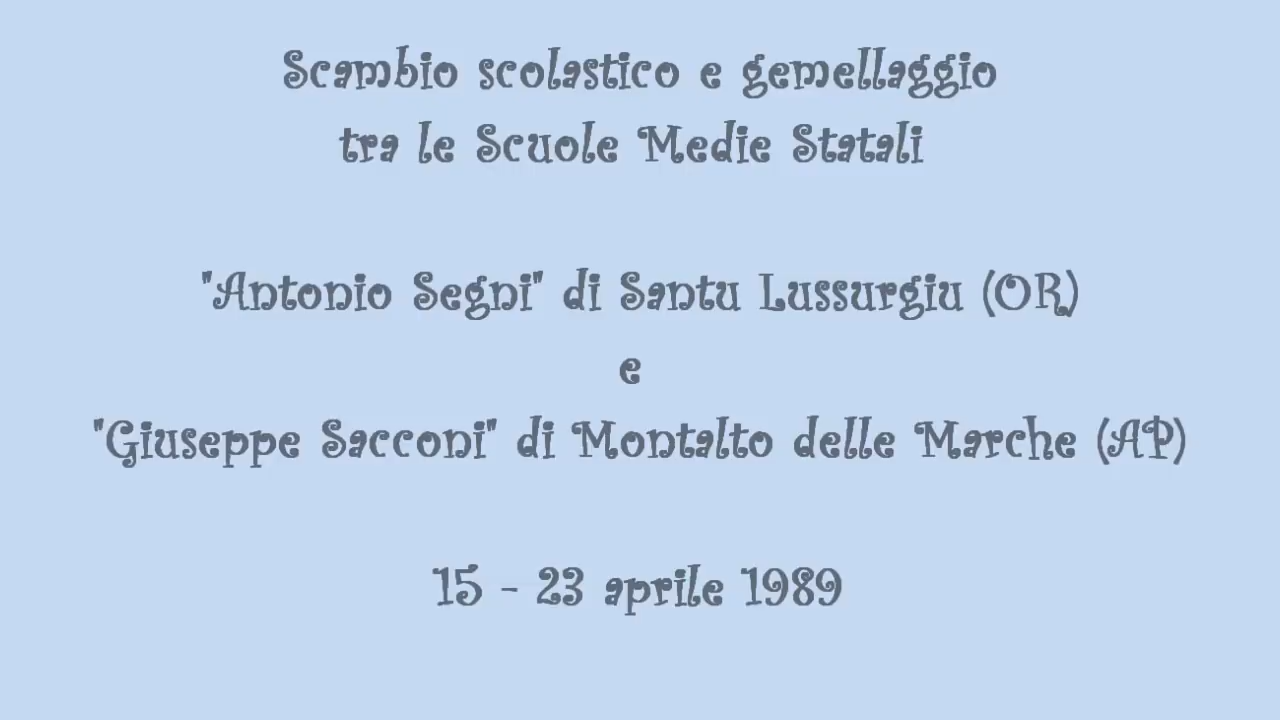 Scambio scolastico e gemellaggio
tra le Scuole Medie Statali
"Antonio Segni" di Santu Lussurgiu (OR)
e
"Giuseppe Sacconi" di Montalto delle Marche (AP)
15 - 23 aprile 1989